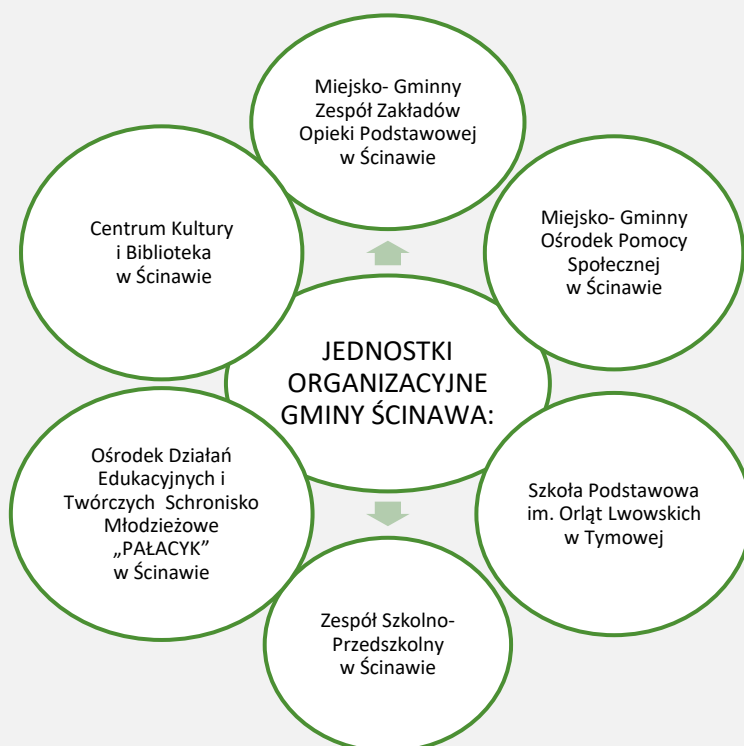 Miejsko- Gminny
Zespół Zakładów
Opieki Podstawowej
w Ścinawie
Centrum Kultury
i Biblioteka
w Ścinawie
Miejsko- Gminny
Ośrodek Pomocy
Społecznej
w Ścinawie
JEDNOSTKI
ORGANIZACYJNE
GMINY ŚCINAWA:
Ośrodek Działań
Edukacyjnych i
Twórczych Schronisko
Młodzieżowe
„PAŁACYK”
w Ścinawie
Szkoła Podstawowa
im. Orląt Lwowskich
w Tymowej
Zespół Szkolno-
Przedszkolny
w Ścinawie